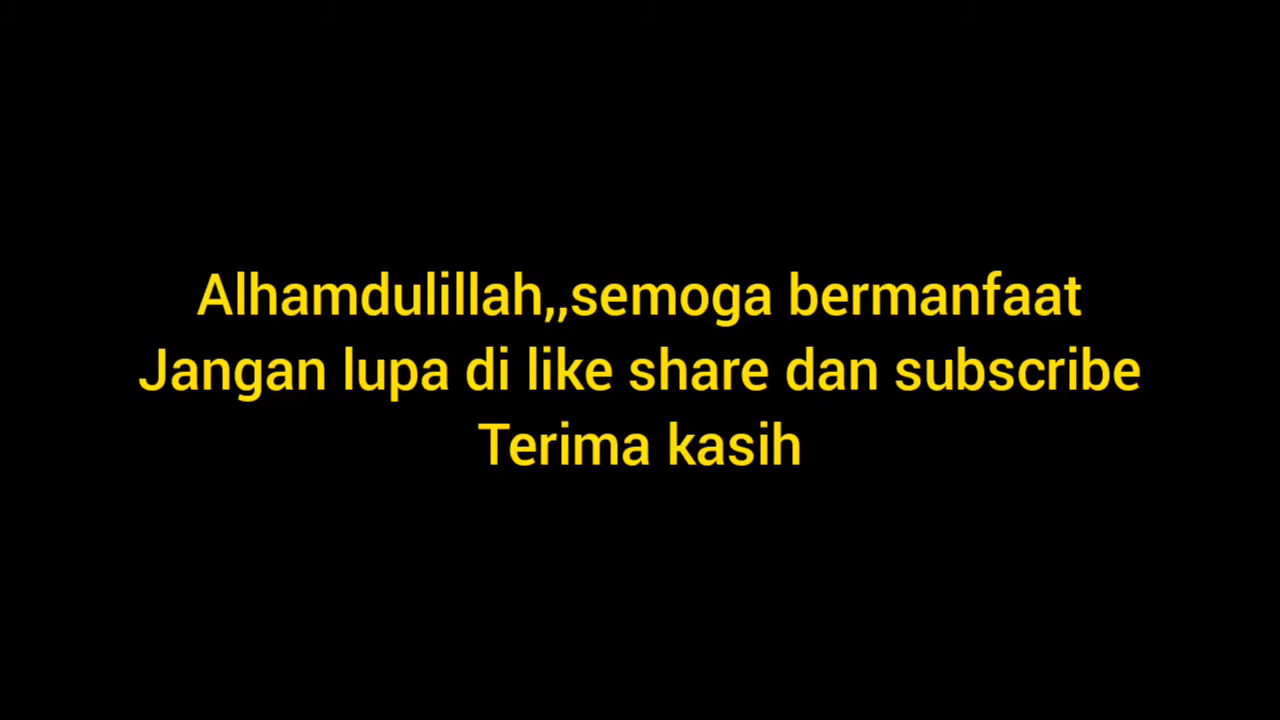 Alhamdulillah,,semoga bermanfaat
Jangan lupa di like share dan subscribe
Terima kasih